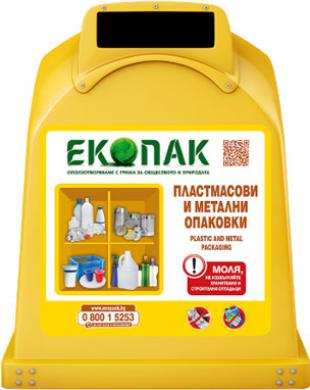 ЕКОПАК
ОПОЛЗОТВОРЯВАМЕ С ГРИЖА ЗА ОБЩЕСТВОТО И ПРИРОДАТА
ПЛАСТМАСОВИ
И МЕТАЛНИ
ОПАКОВКИ
PLASTIC AND METAL
PACKAGING
МОЛЯ,
НЕ ИЗХВЪРЛЯЙТЕ
ХРАНИТЕЛНИ И
СТРОИТЕЛНИ ОТПАДЪЦИ
www.ecopack.bg
0 800 1 5253